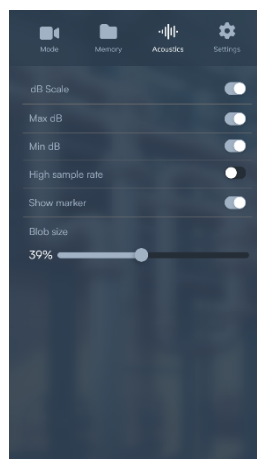 Mode
Memory
Acoustics
Settings
dB Scale
Max dB
Min dB
High sample rate
Show marker
Blob size
39%